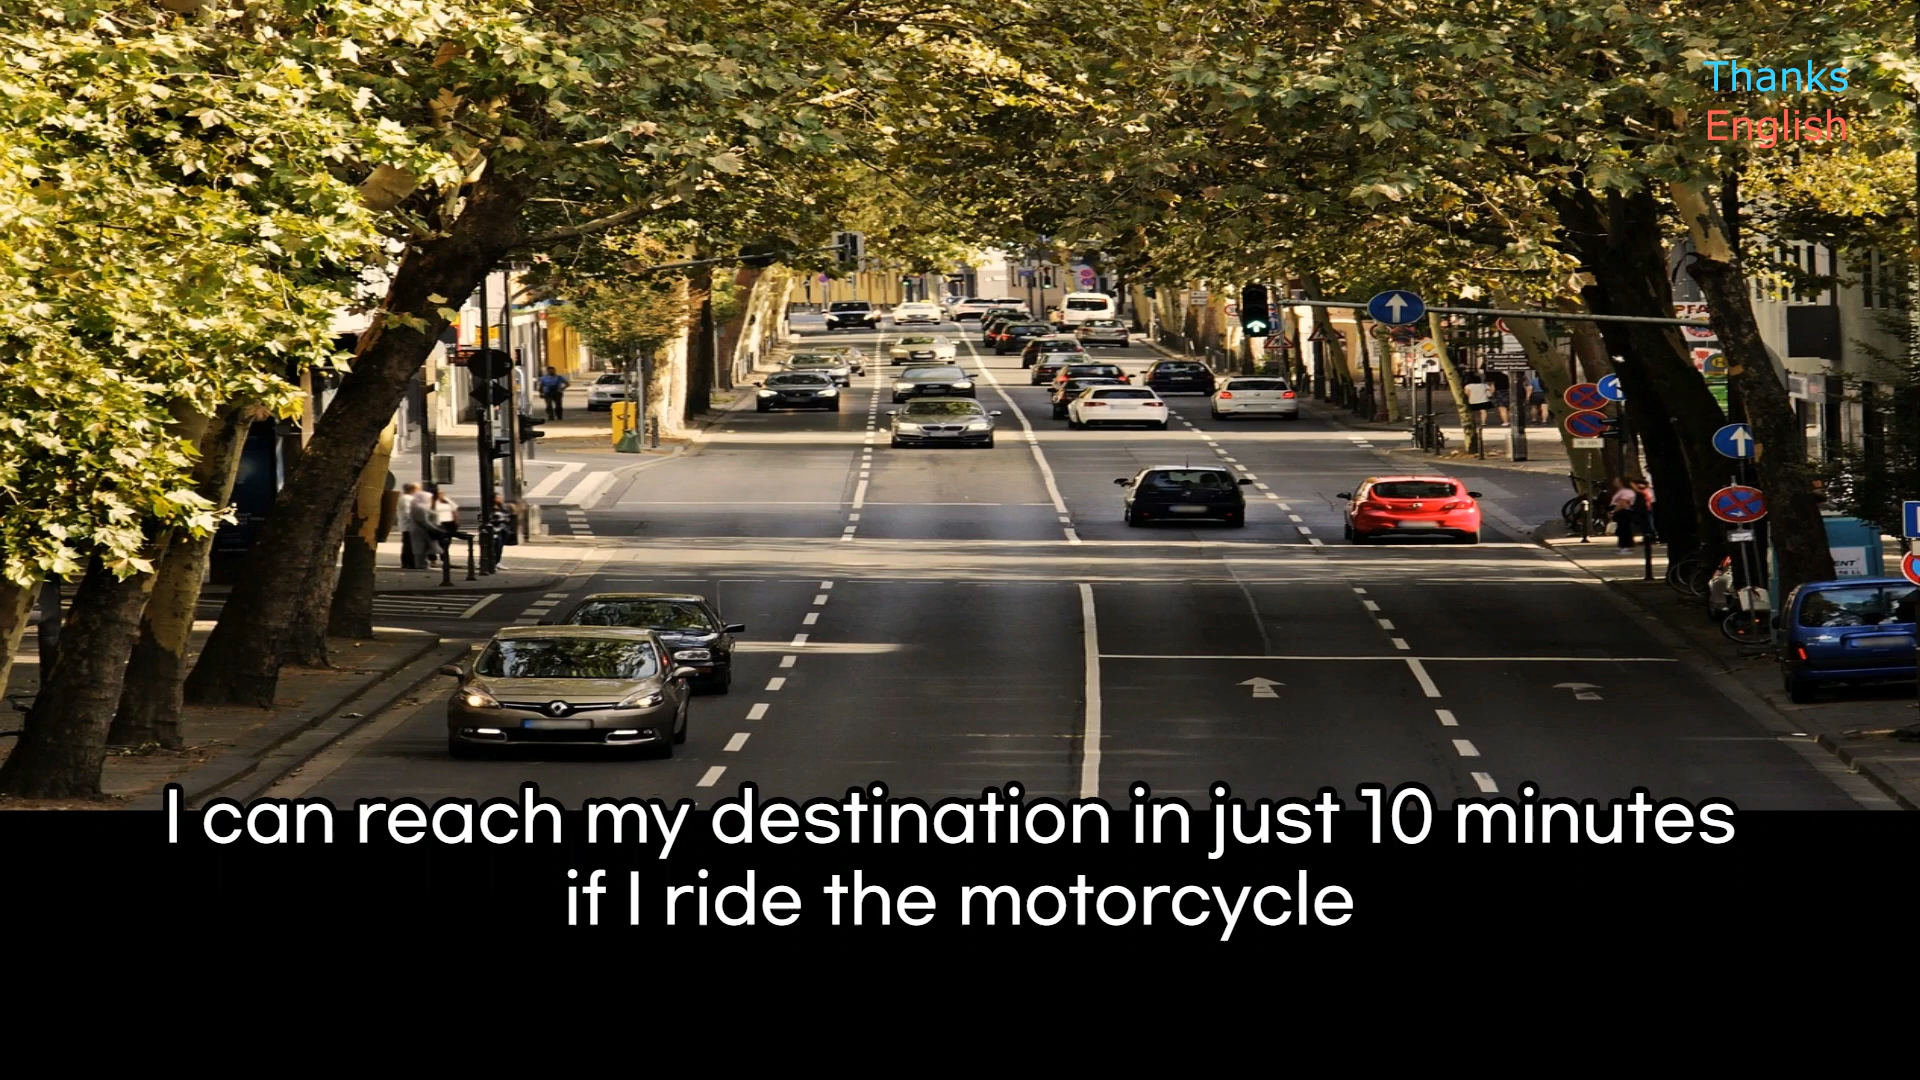 Thanks
English
I can reach my destination in just 10 minutes
if I ride the motorcycle